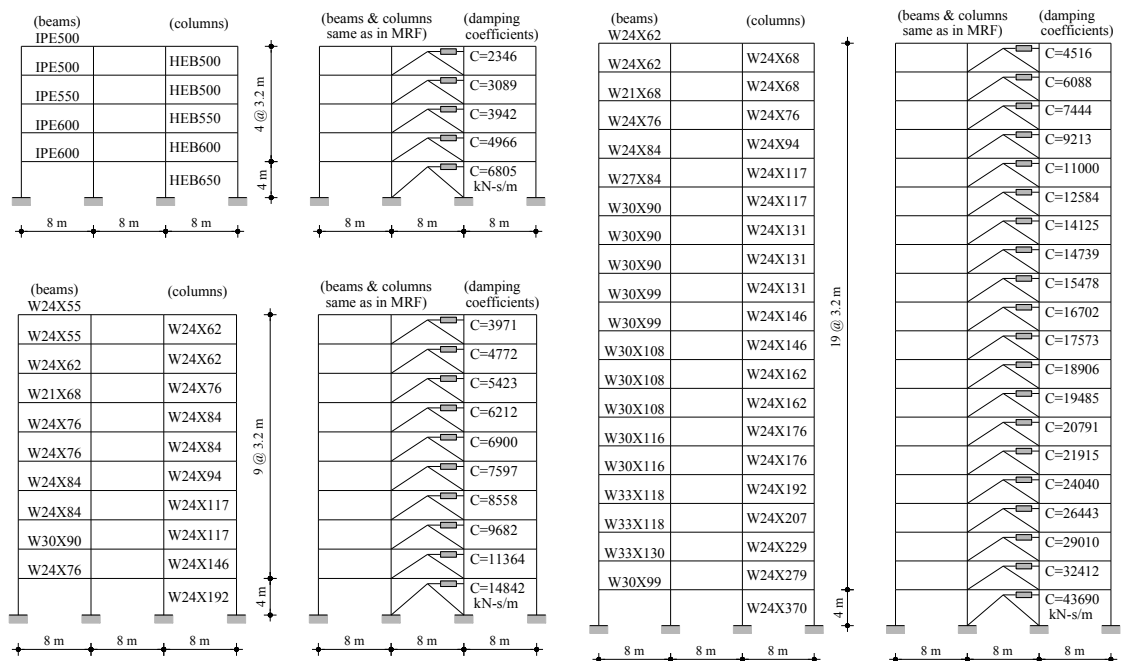 (beams)
(columns)
IPE500
IPE500
HEB500
IPE550
HEB500
IPE600
HEB550
IPE600
HEB600
HEB650
4 @ 3.2 m
4 m
8 m
8 m
8 m
(beams & columns
same as in MRF)
(damping
coefficients)
C=2346
C=3089
C=3942
C=4966
C=6805
kN-s/m
8 m
8 m
8 m
(beams)
(columns)
W24X55
W24X55
W24X62
W24X62
W24X62
W21X68
W24X76
W24X76
W24X84
W24X76
W24X84
W24X84
W24X94
W24X84
W24X117
W30X90
W24X117
W24X76
W24X146
W24X192
9 @ 3.2 m
4 m
8 m
8 m
8 m
(beams & columns
same as in MRF)
(damping
coefficients)
C=3971
C=4772
C=5423
C=6212
C=6900
C=7597
C=8558
C=9682
C=11364
C=14842
kN-s/m
8 m
8 m
8 m
(beams)
(columns)
W24X62
W24X62
W24X68
W21X68
W24X68
W24X76
W24X76
W24X84
W24X94
W27X84
W24X117
W30X90
W24X117
W30X90
W24X131
W30X90
W24X131
W30X99
W24X131
W30X99
W24X146
W30X108
W24X146
W30X108
W24X162
W30X108
W24X162
W30X116
W24X176
W30X116
W24X176
W33X118
W24X192
W33X118
W24X207
W33X130
W24X229
W30X99
W24X279
W24X370
19 @ 3.2 m
4 m
8 m
8 m
8 m
(beams & columns
same as in MRF)
(damping
coefficients)
C=4516
C=6088
C=7444
C=9213
C=11000
C=12584
C=14125
C=14739
C=15478
C=16702
C=17573
C=18906
C=19485
C=20791
C=21915
C=24040
C=26443
C=29010
C=32412
C=43690
kN-s/m
8 m
8 m
8 m